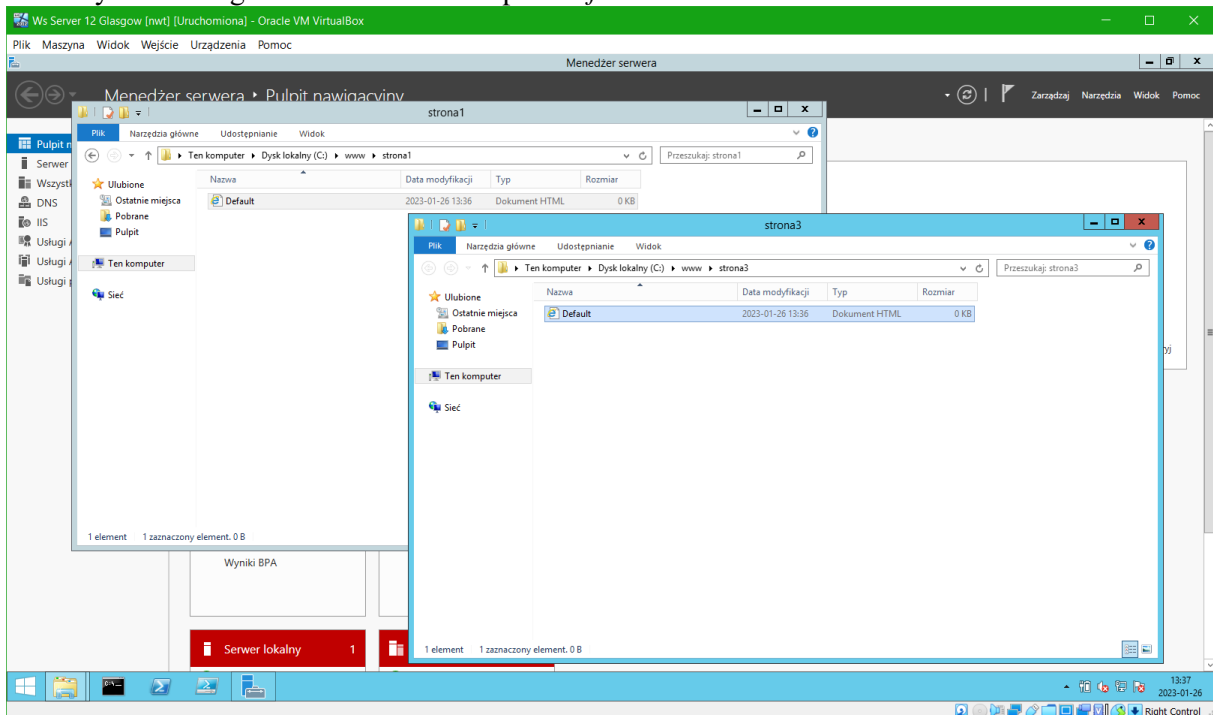 Ws Server 12 Glasgow [nwt] [Uruchomiona] - Oracle VM VirtualBox
Plik Maszyna Widok Wejście Urządzenia Pomoc
Menedżer serwera
Menedżer serwera • Pulpit nawigacyjny
Zarządzaj Narzędzia Widok Pomoc
strona1
Plik Narzędzia główne Udostępnianie Widok
Ten komputer Dysk lokalny (C:) www strona1
Przeszukaj: strona1
Nazwa Data modyfikacji Typ Rozmiar
Default 2023-01-26 13:36 Dokument HTML 0 KB
Ulubione
Ostatnie miejsca
Pobrane
Pulpit
Ten komputer
Sieć
1 element 1 zaznaczony element. 0 B
Pulpit n
Serwer
Wszystk
DNS
IIS
Usługi
Usługi
Usługi
strona3
Plik Narzędzia główne Udostępnianie Widok
Ten komputer Dysk lokalny (C:) www strona3
Przeszukaj: strona3
Nazwa Data modyfikacji Typ Rozmiar
Default 2023-01-26 13:36 Dokument HTML 0 KB
Ulubione
Ostatnie miejsca
Pobrane
Pulpit
Ten komputer
Sieć
1 element 1 zaznaczony element. 0 B
Wyniki BPA
Serwer lokalny 1
13:37
2023-01-26
Right Control